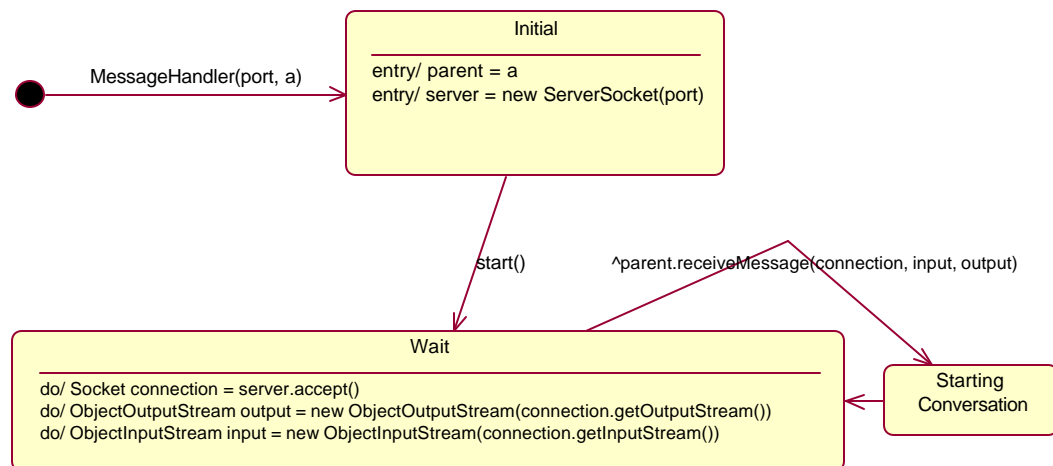 Initial
entry/ parent = a
entry/ server = new ServerSocket(port)
MessageHandler(port, a)
start()
^parent.receiveMessage(connection, input, output)
Wait
do/ Socket connection = server.accept()
do/ ObjectOutputStream output = new ObjectOutputStream(connection.getOutputStream())
do/ ObjectInputStream input = new ObjectInputStream(connection.getInputStream())
Starting
Conversation